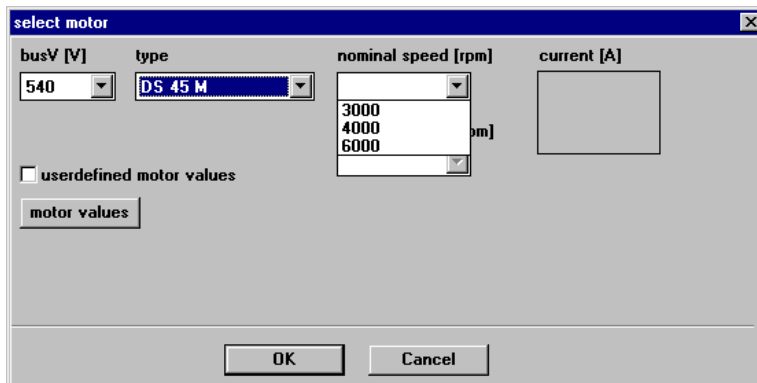 select motor
busV [V] type nominal speed [rpm] current [A]
540 DS 45 M
3000
4000
6000
pm]
userdefined motor values
motor values
OK Cancel